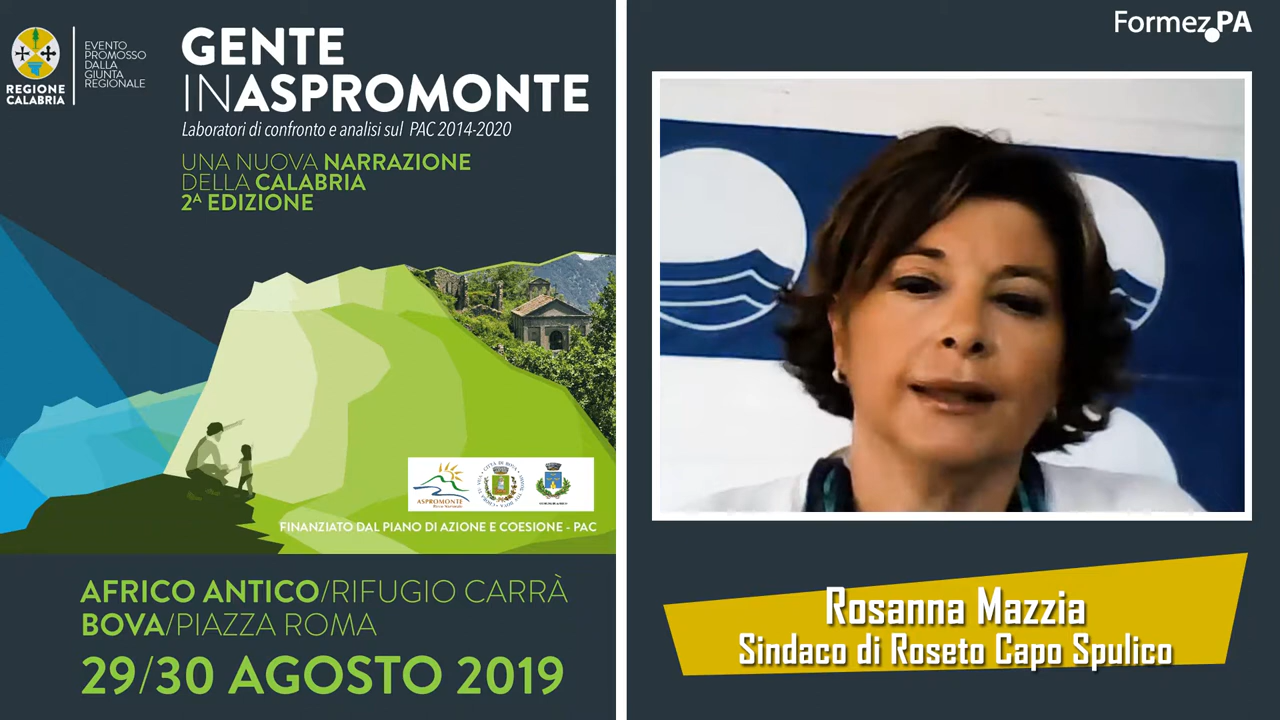 REGIONE
CALABRIA
EVENTO
PROMOSSO
DALLA
GIUNTA
REGIONALE
GENTE
INASPROMONTE
Laboratori di confronto e analisi sul PAC 2014-2020
UNA NUOVA NARRAZIONE
DELLA CALABRIA
2ᴬ EDIZIONE
ASPROMONTE
FINANZIATO DAL PIANO DI AZIONE E COESIONE - PAC
AFRICO ANTICO/RIFUGIO CARRÀ
BOVA/PIAZZA ROMA
29/30 AGOSTO 2019
Formez.PA
Rosanna Mazzia
Sindaco di Roseto Capo Spulico